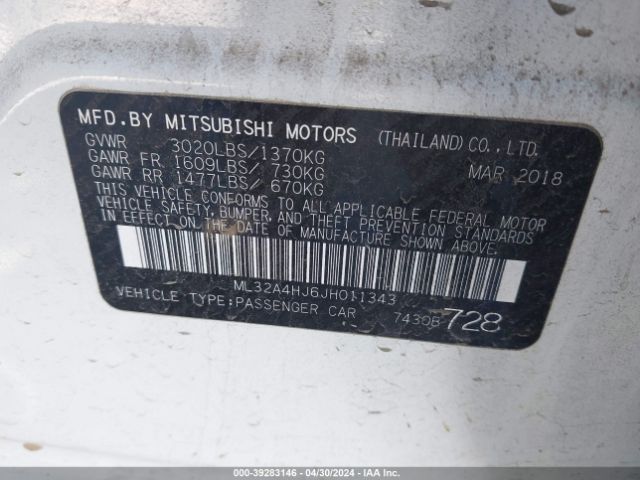 MFD.BY MITSUBISHI MOTORS (THAILAND) CO., LTD.
GVWR 3020LBS/1370KG MAR 2018
GAWR FR 1609LBS/ 730KG
GAWR RR 1477LBS/ 670KG
THIS VEHICLE CONFORMS TO ALL APPLICABLE FEDERAL MOTOR
VEHICLE SAFETY, BUMPER, AND THEFT PREVENTION STANDARDS
IN EFFECT ON THE DATE OF MANUFACTURE SHOWN ABOVE.
ML32A4HJ6JH011343
VEHICLE TYPE:PASSENGER CAR 7430B 728
000-39283146 - 04/30/2024 - IAA Inc.